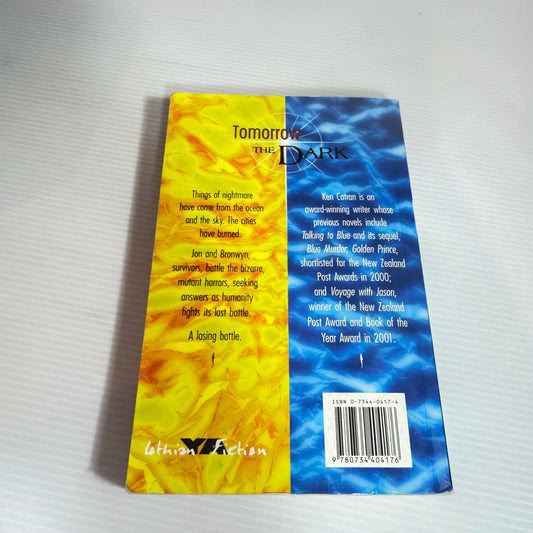 Tomorrow
THE DARK
Things of nightmare
have come from the ocean
and the sky. The cities
have burned.
Jon and Bronwyn,
survivors, battle the bizarre,
mutant horrors, seeking
answers as humanity
fights its last battle.
A losing battle.
Ken Catran is an
award-winning writer whose
previous novels include
Talking to Blue and its sequel,
Blue Murder, Golden Prince,
shortlisted for the New Zealand
Post Awards in 2000;
and Voyage with Jason,
winner of the New Zealand
Post Award and Book of the
Year Award in 2001.
lothian YA fiction
ISBN 0-7344-0417-4
9 780734 404176